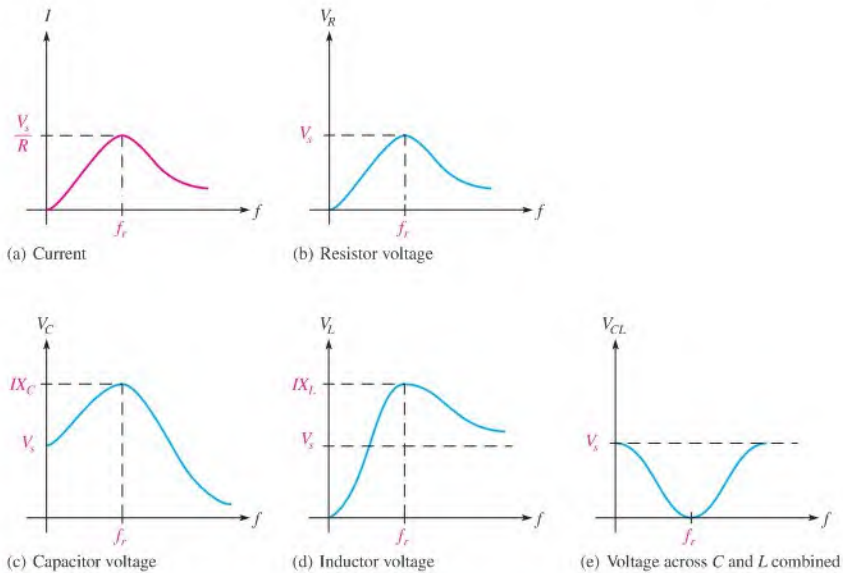 I
V_R
V_s
R
V_s
f
f
f_r
f_r
(a) Current
(b) Resistor voltage
V_C
V_L
V_CL
IX_C
IX_L
V_s
V_s
V_s
f
f
f
f_r
f_r
f_r
(c) Capacitor voltage
(d) Inductor voltage
(e) Voltage across C and L combined